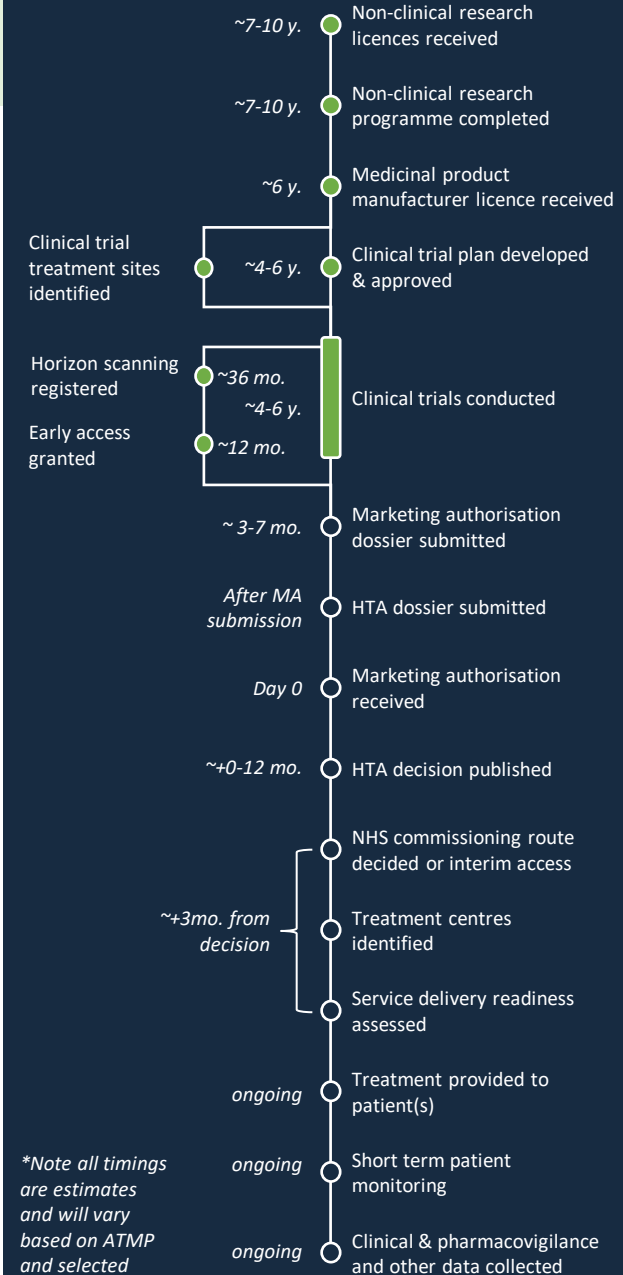 ~7-10 y.
Non-clinical research
licences received
~7-10 y.
Non-clinical research
programme completed
~6 y.
Medicinal product
manufacturer licence received
Clinical trial
treatment sites
identified
~4-6 y.
Clinical trial plan developed
& approved
Horizon scanning
registered
~36 mo.
~4-6 y.
Clinical trials conducted
Early access
granted
~12 mo.
~ 3-7 mo.
Marketing authorisation
dossier submitted
After MA
submission
HTA dossier submitted
Day 0
Marketing authorisation
received
~+0-12 mo.
HTA decision published
NHS commissioning route
decided or interim access
~+3mo. from
decision
Treatment centres
identified
Service delivery readiness
assessed
ongoing
Treatment provided to
patient(s)
ongoing
Short term patient
monitoring
ongoing
Clinical & pharmacovigilance
and other data collected
*Note all timings
are estimates
and will vary
based on ATMP
and selected